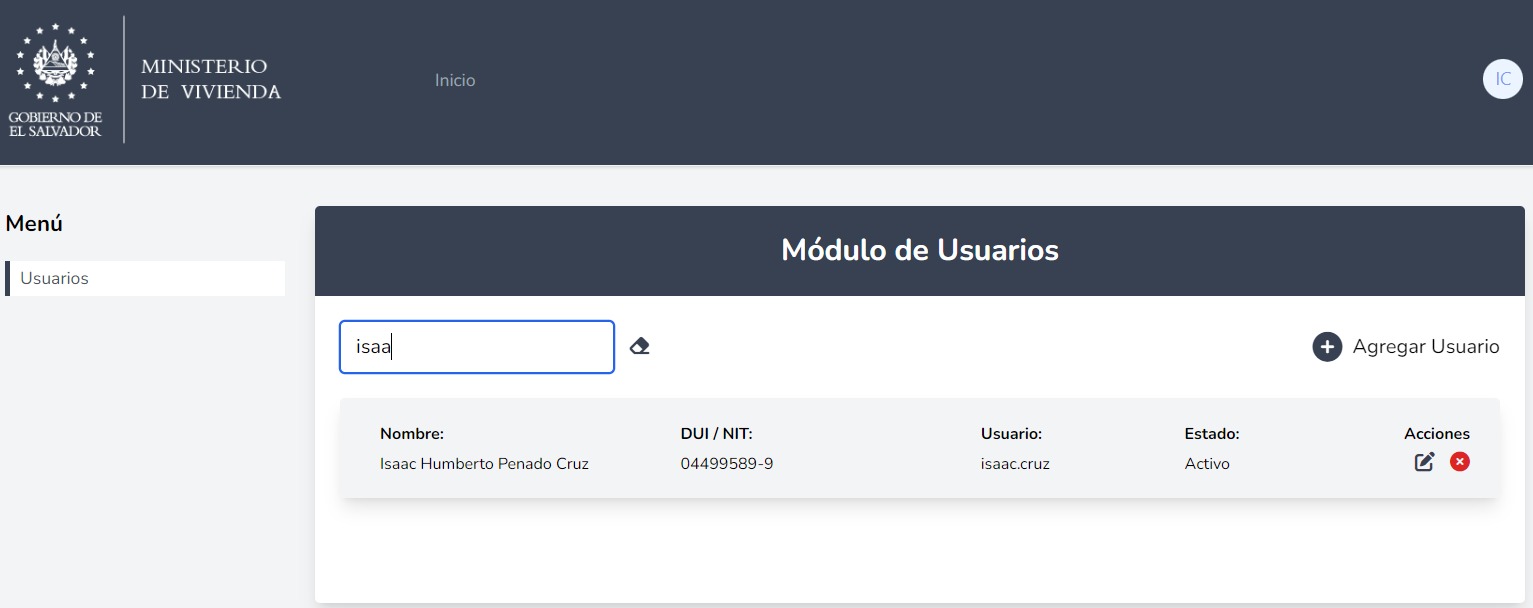 GOBIERNO DE
EL SALVADOR
MINISTERIO
DE VIVIENDA
Inicio
IC
Menú
Usuarios
Módulo de Usuarios
isaa
Agregar Usuario
Nombre: DUI / NIT: Usuario: Estado: Acciones
Isaac Humberto Penado Cruz 04499589-9 isaac.cruz Activo